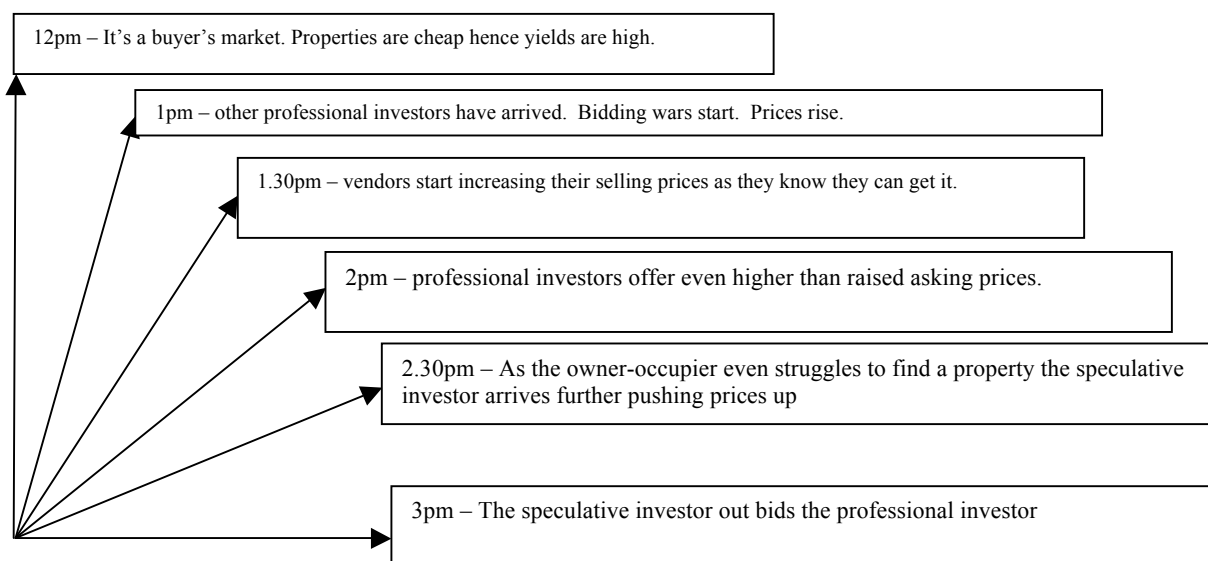 12pm – It’s a buyer’s market. Properties are cheap hence yields are high.
1pm – other professional investors have arrived.  Bidding wars start.  Prices rise.
1.30pm – vendors start increasing their selling prices as they know they can get it.
2pm – professional investors offer even higher than raised asking prices.
2.30pm – As the owner-occupier even struggles to find a property the speculative
investor arrives further pushing prices up
3pm – The speculative investor out bids the professional investor